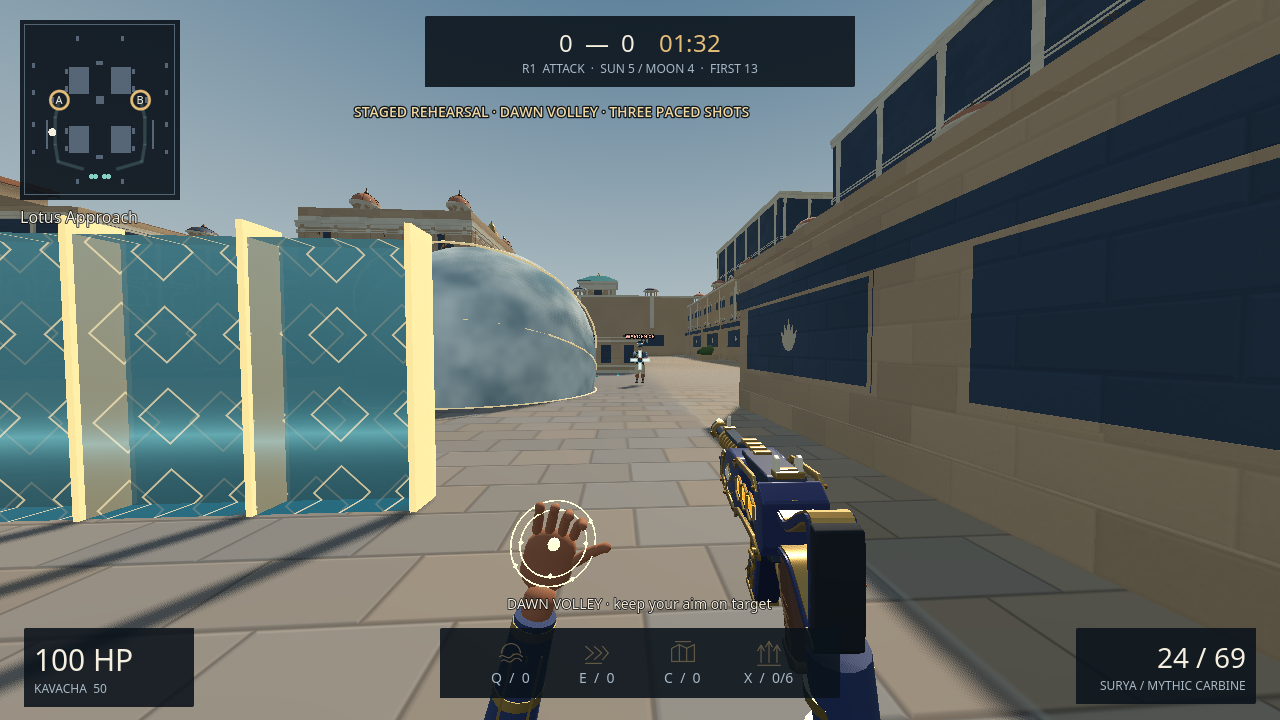 0 — 0 01:32
R1 ATTACK · SUN 5 / MOON 4 · FIRST 13
STAGED REHEARSAL · DAWN VOLLEY · THREE PACED SHOTS
A
B
Lotus Approach
DAWN VOLLEY · keep your aim on target
100 HP
KAVACHA 50
Q / 0
E / 0
C / 0
X / 0/6
24 / 69
SURYA / MYTHIC CARBINE